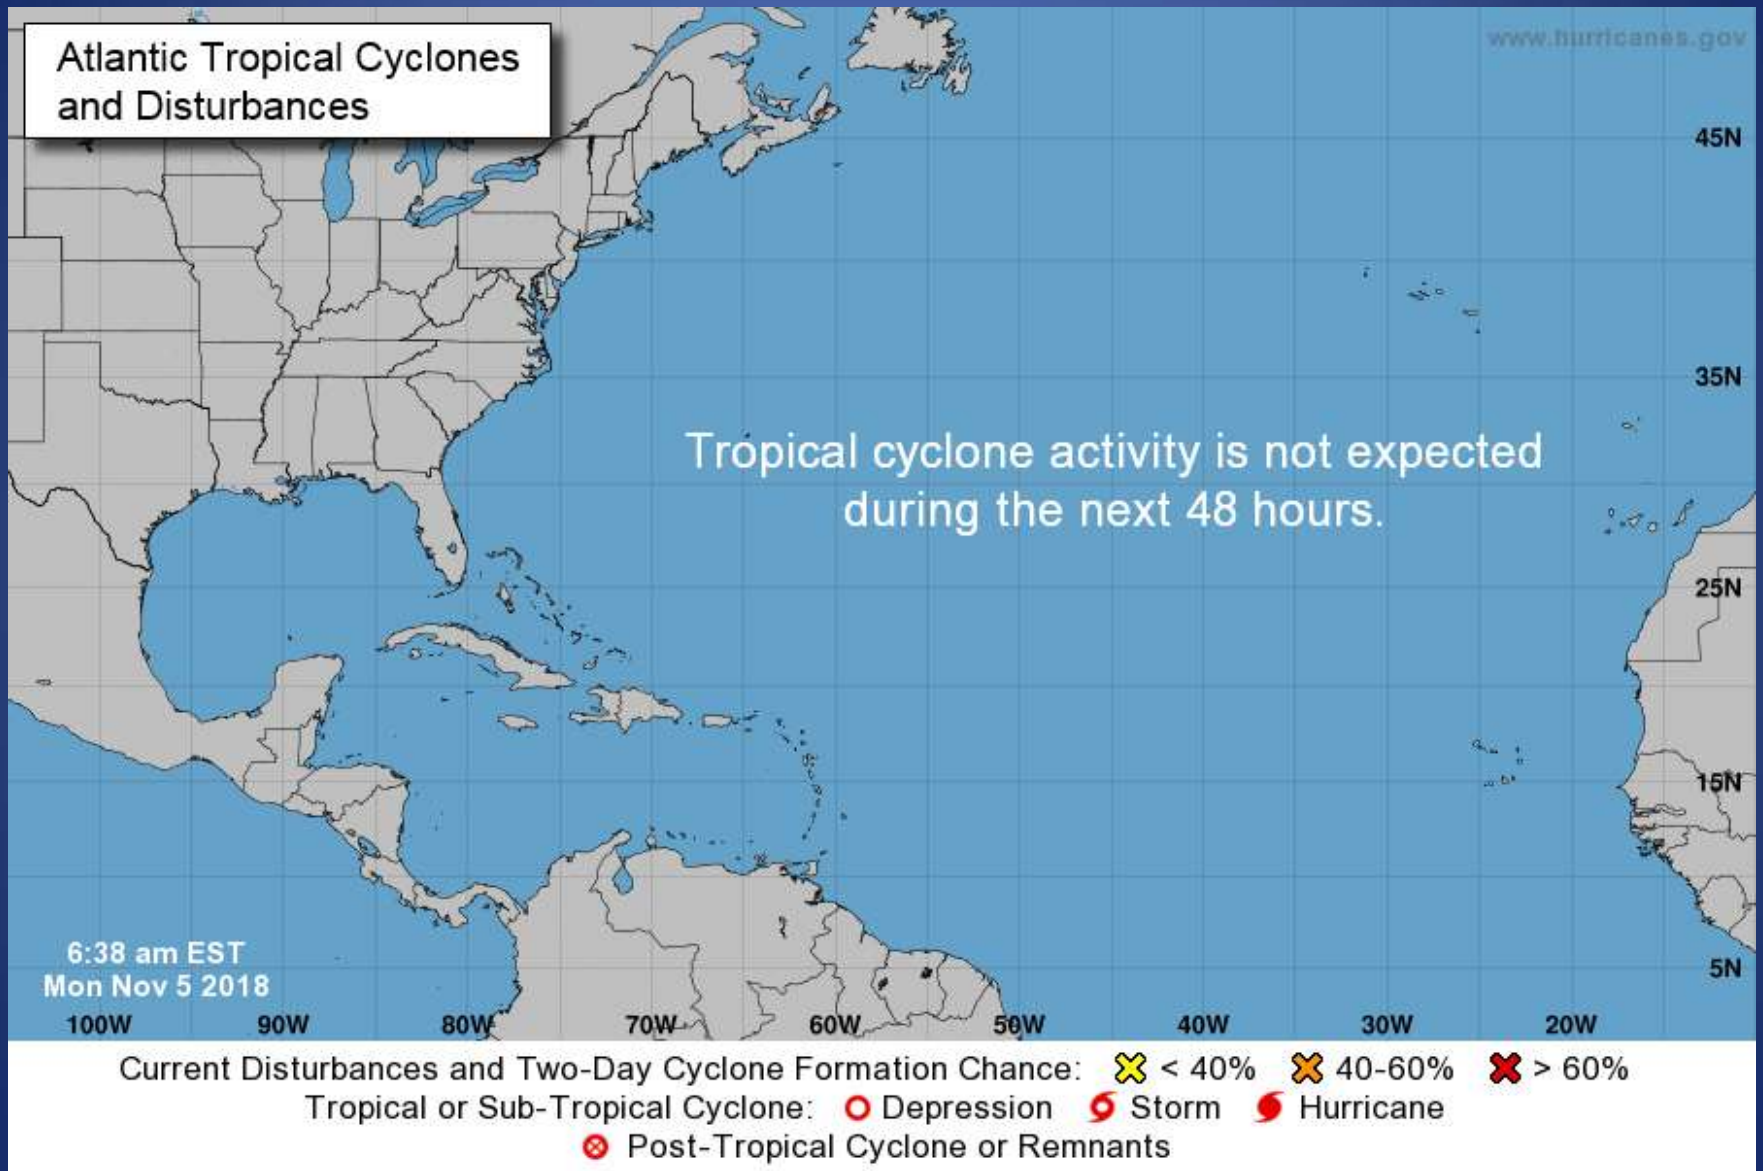 Atlantic Tropical Cyclones
and Disturbances
www.hurricanes.gov
45N
35N
Tropical cyclone activity is not expected
during the next 48 hours.
25N
15N
6:38 am EST
Mon Nov 5 2018
5N
100W 90W 80W 70W 60W 50W 40W 30W 20W
Current Disturbances and Two-Day Cyclone Formation Chance: < 40% 40-60% > 60%
Tropical or Sub-Tropical Cyclone: Depression Storm Hurricane
Post-Tropical Cyclone or Remnants